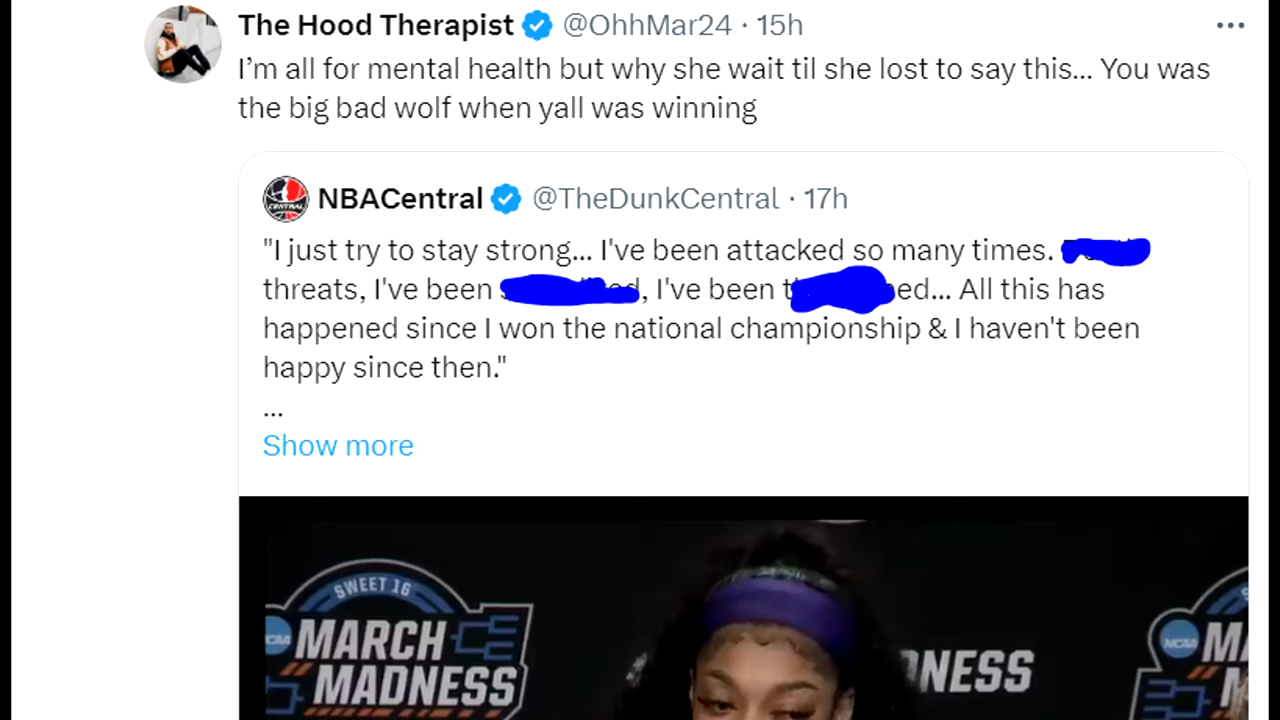 The Hood Therapist @OhhMar24 · 15h
I’m all for mental health but why she wait til she lost to say this... You was
the big bad wolf when yall was winning
CENTRAL
NBACentral @TheDunkCentral · 17h
"I just try to stay strong... I've been attacked so many times.
threats, I've been , I've been ... All this has
happened since I won the national championship & I haven't been
happy since then."
...
Show more
SWEET 16
NCAA
MARCH
MADNESS
NESS
NCAA